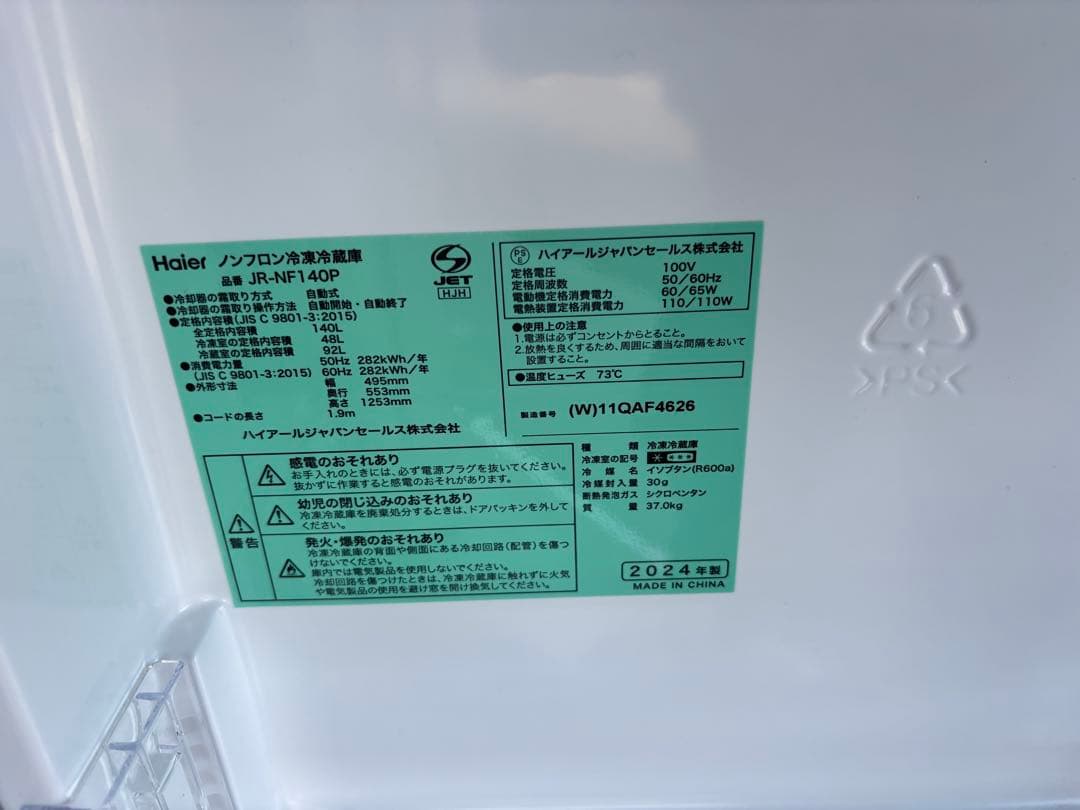 Haier ノンフロン冷凍冷蔵庫
品番 JR-NF140P
JET
HJH
●冷却器の霜取り方式 自動式
●冷却器の霜取り操作方法 自動開始・自動終了
●定格内容積(JIS C 9801-3:2015)
全定格内容積 140L
冷凍室の定格内容積 48L
冷蔵室の定格内容積 92L
●消費電力量 50Hz 282kWh/年
(JIS C 9801-3:2015) 60Hz 282kWh/年
●外形寸法 幅 495mm
奥行 553mm
高さ 1253mm
●コードの長さ 1.9m
ハイアールジャパンセールス株式会社
PS
E
ハイアールジャパンセールス株式会社
定格電圧 100V
定格周波数 50/60Hz
電動機定格消費電力 60/65W
電熱装置定格消費電力 110/110W
●使用上の注意
1.電源は必ずコンセントからとること。
2.放熱を良くするため、周囲に適当な間隔をおいて
設置すること。
●温度ヒューズ 73℃
製造番号 (W)11QAF4626
警告
感電のおそれあり
お手入れのときには、必ず電源プラグを抜いてください。
抜かずに作業すると感電のおそれがあります。
幼児の閉じ込みのおそれあり
冷凍冷蔵庫を廃棄処分するときは、ドアパッキンを外して
ください。
発火・爆発のおそれあり
冷凍冷蔵庫の背面や側面にある冷却回路(配管)を傷つ
けないでください。
庫内では電気製品を使用しないでください。
冷却回路を傷つけたときは、冷凍冷蔵庫に触れずに火気
や電気製品の使用を避け窓を開け換気してください。
種類 冷凍冷蔵庫
冷凍室の記号 ＊ ＊＊＊
冷媒名 イソブタン(R600a)
冷媒封入量 30g
断熱発泡ガス シクロペンタン
質量 37.0kg
2024年製
MADE IN CHINA
6
>PS<